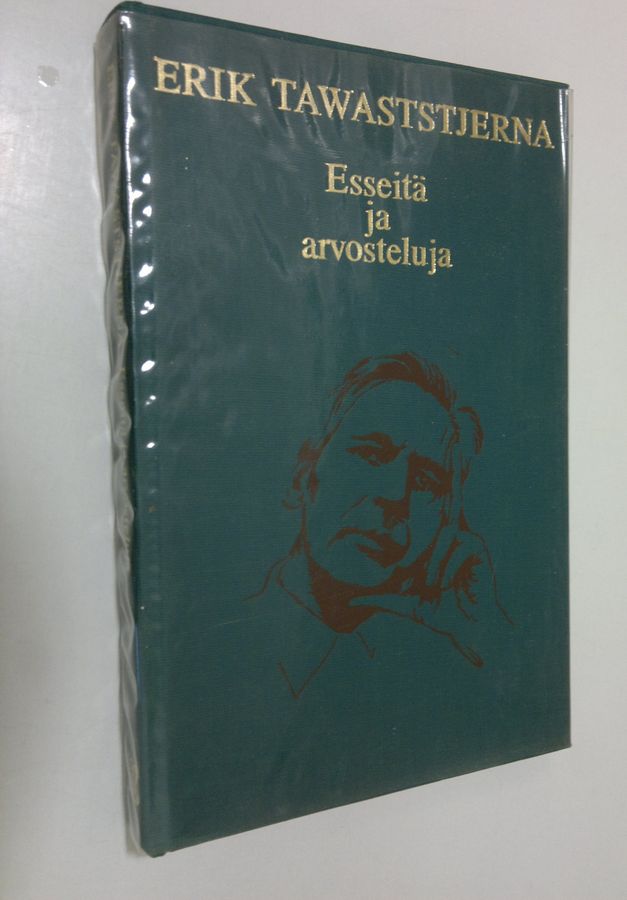 ERIK TAWASTSTJERNA
Esseitä
ja
arvosteluja